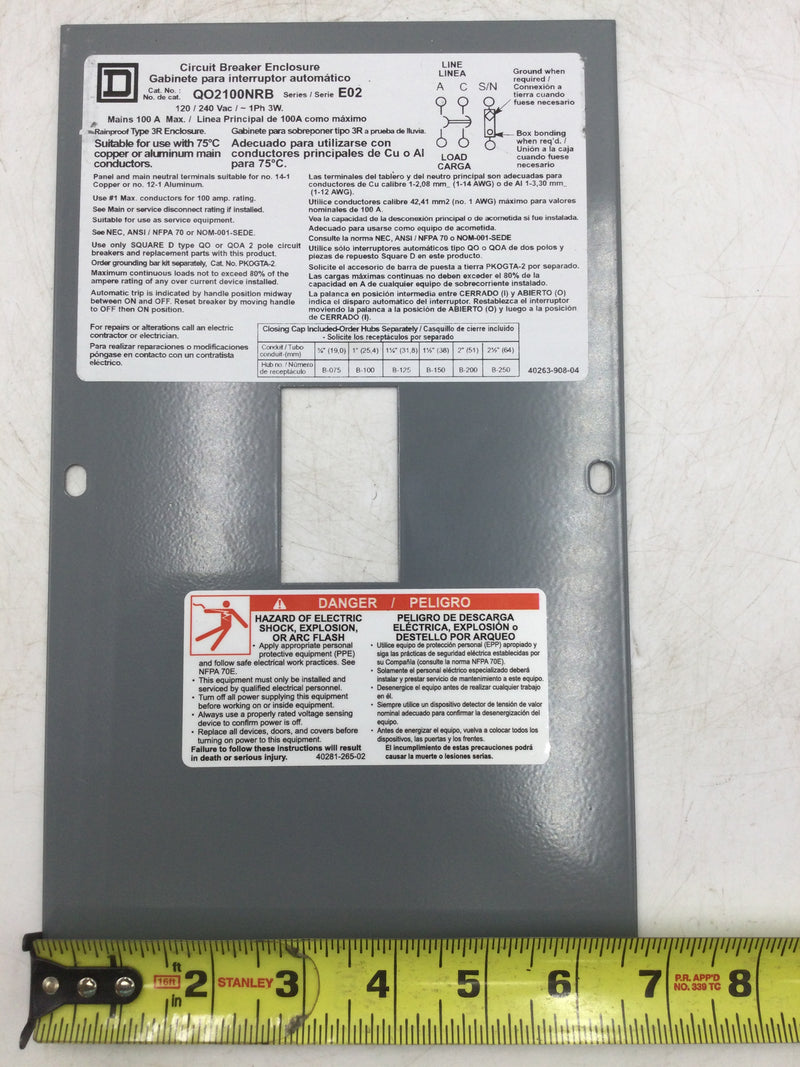 Circuit Breaker Enclosure
Gabinete para interruptor automático
Cat. No. :
No. de cat.
QO2100NRB Series / Serie E02
120 / 240 Vac / ~ 1Ph 3W.
Mains 100 A Max. / Linea Principal de 100A como máximo
Rainproof Type 3R Enclosure.
Suitable for use with 75°C
copper or aluminum main
conductors.
Gabinete para sobreponer tipo 3R a prueba de lluvia.
Adecuado para utilizarse con
conductores principales de Cu o Al
para 75°C.
LINE
LINEA
A C S/N
LOAD
CARGA
Ground when
required /
Connexión a
tierra cuando
fuese necesario
Box bonding
when req'd. /
Unión a la caja
cuando fuese
necesario
Panel and main neutral terminals suitable for no. 14-1
Copper or no. 12-1 Aluminum.
Use #1 Max. conductors for 100 amp. rating.
See Main or service disconnect rating if installed.
Suitable for use as service equipment.
See NEC, ANSI / NFPA 70 or NOM-001-SEDE.
Use only SQUARE D type QO or QOA 2 pole circuit
breakers and replacement parts with this product.
Order grounding bar kit separately, Cat. No. PKOGTA-2.
Maximum continuous loads not to exceed 80% of the
ampere rating of any over current device installed.
Automatic trip is indicated by handle position midway
between ON and OFF. Reset breaker by moving handle
to OFF then ON position.
For repairs or alterations call an electric
contractor or electrician.
Para realizar reparaciones o modificaciones
póngase en contacto con un contratista
eléctrico.
Las terminales del tablero y del neutro principal son adecuadas para
conductores de Cu calibre 1-2,08 mm_ (1-14 AWG) o de Al 1-3,30 mm_
(1-12 AWG).
Utilice conductores calibre 42,41 mm2 (no. 1 AWG) máximo para valores
nominales de 100 A.
Vea la capacidad de la desconexión principal o de acometida si fue instalada.
Adecuado para usarse como equipo de acometida.
Consulte la norma NEC, ANSI / NFPA 70 o NOM-001-SEDE
Utilice sólo interruptores automáticos tipo QO o QOA de dos polos y
piezas de repuesto Square D en este producto.
Solicite el accesorio de barra de puesta a tierra PKOGTA-2 por separado.
Las cargas máximas continuas no deben exceder el 80% de la
capacidad en A de cualquier equipo de sobrecorriente instalado.
La palanca en posición intermedia entre CERRADO (I) y ABIERTO (O)
indica el disparo automatico del interruptor. Restablezca el interruptor
moviendo la palanca a la posición de ABIERTO (O) y luego a la posición
de CERRADO (I).
Closing Cap Included-Order Hubs Separately / Casquillo de cierre incluido
- Solicite los receptáculos por separado
Conduit / Tubo
conduit-(mm)
¾" (19,0) 1" (25,4) 1¼" (31,8) 1½" (38) 2" (51) 2½" (64)
Hub no. / Número
de receptáculo
B-075 B-100 B-125 B-150 B-200 B-250
40263-908-04
DANGER / PELIGRO
HAZARD OF ELECTRIC
SHOCK, EXPLOSION,
OR ARC FLASH
• Apply appropriate personal
protective equipment (PPE)
and follow safe electrical work practices. See
NFPA 70E.
• This equipment must only be installed and
serviced by qualified electrical personnel.
• Turn off all power supplying this equipment
before working on or inside equipment.
• Always use a properly rated voltage sensing
device to confirm power is off.
• Replace all devices, doors, and covers before
turning on power to this equipment.
Failure to follow these instructions will result
in death or serious injury. 40281-265-02
PELIGRO DE DESCARGA
ELÉCTRICA, EXPLOSIÓN o
DESTELLO POR ARQUEO
• Utilice equipo de protección personal (EPP) apropiado y
siga las prácticas de seguridad eléctrica establecidas por
su Compañía (consulte la norma NFPA 70E).
• Solamente el personal eléctrico especializado deberá
instalar y prestar servicio de mantenimiento a este equipo.
• Desenergice el equipo antes de realizar cualquier trabajo
en él.
• Siempre utilice un dispositivo detector de tensión de valor
nominal adecuado para confirmar la desenergización del
equipo.
• Antes de energizar el equipo, vuelva a colocar todos los
dispositivos, las puertas y los frentes.
El incumplimiento de estas precauciones podrá
causar la muerte o lesiones serias.
ft
16ft
in
2 STANLEY 3 4 5 6 7 P.R. APP'D
NO. 339 TC 8